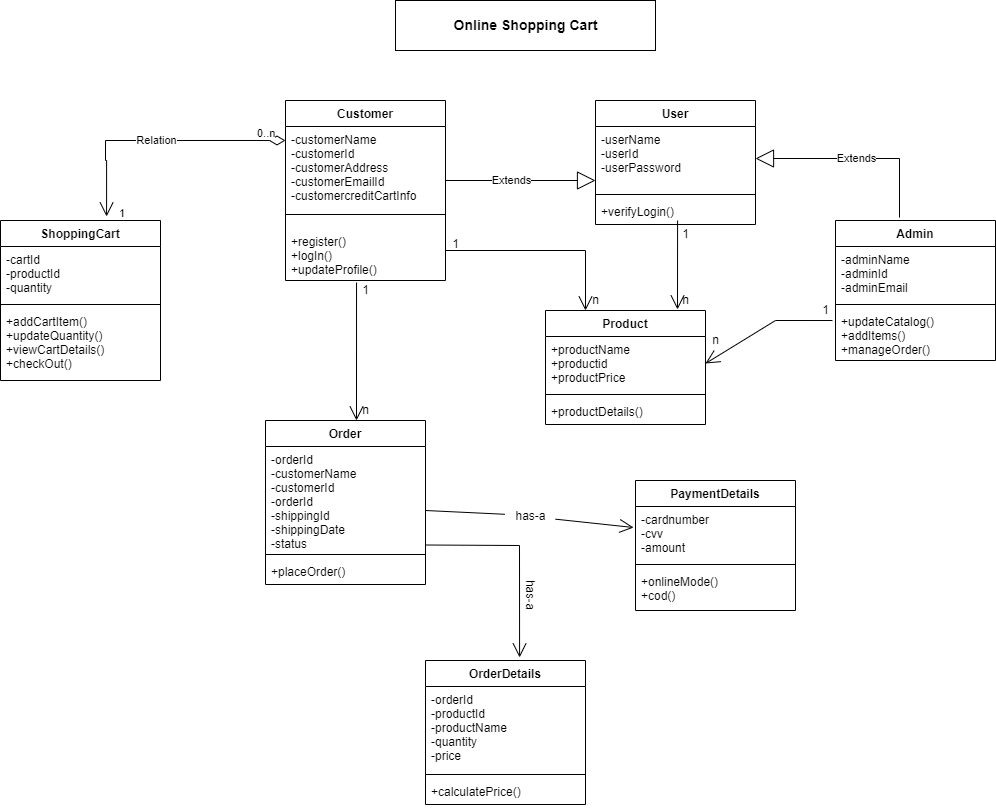 Online Shopping Cart
Customer
-customerName
-customerId
-customerAddress
-customerEmailId
-customercreditCartInfo
+register()
+logIn()
+updateProfile()
User
-userName
-userId
-userPassword
+verifyLogin()
Relation
0..n
1
Extends
Extends
ShoppingCart
-cartId
-productId
-quantity
+addCartItem()
+updateQuantity()
+viewCartDetails()
+checkOut()
Admin
-adminName
-adminId
-adminEmail
+updateCatalog()
+addItems()
+manageOrder()
1
n
1
n
1
n
1
n
Product
+productName
+productid
+productPrice
+productDetails()
Order
-orderId
-customerName
-customerId
-orderId
-shippingId
-shippingDate
-status
+placeOrder()
has-a
has-a
PaymentDetails
-cardnumber
-cvv
-amount
+onlineMode()
+cod()
OrderDetails
-orderId
-productId
-productName
-quantity
-price
+calculatePrice()